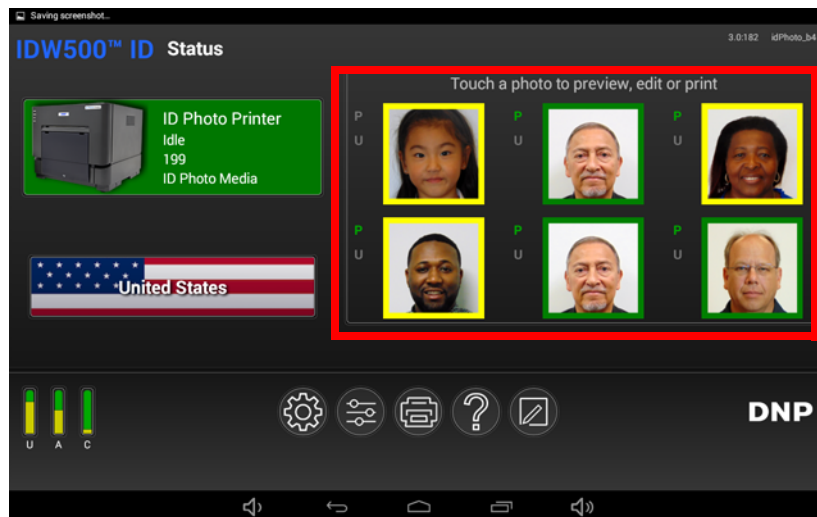 Saving screenshot...
IDW500™ ID Status
3.0:182 idPhoto_b4
Touch a photo to preview, edit or print
ID Photo Printer
Idle
199
ID Photo Media
United States
P P P
U U U
P P P
U U U
U A C
?
DNP